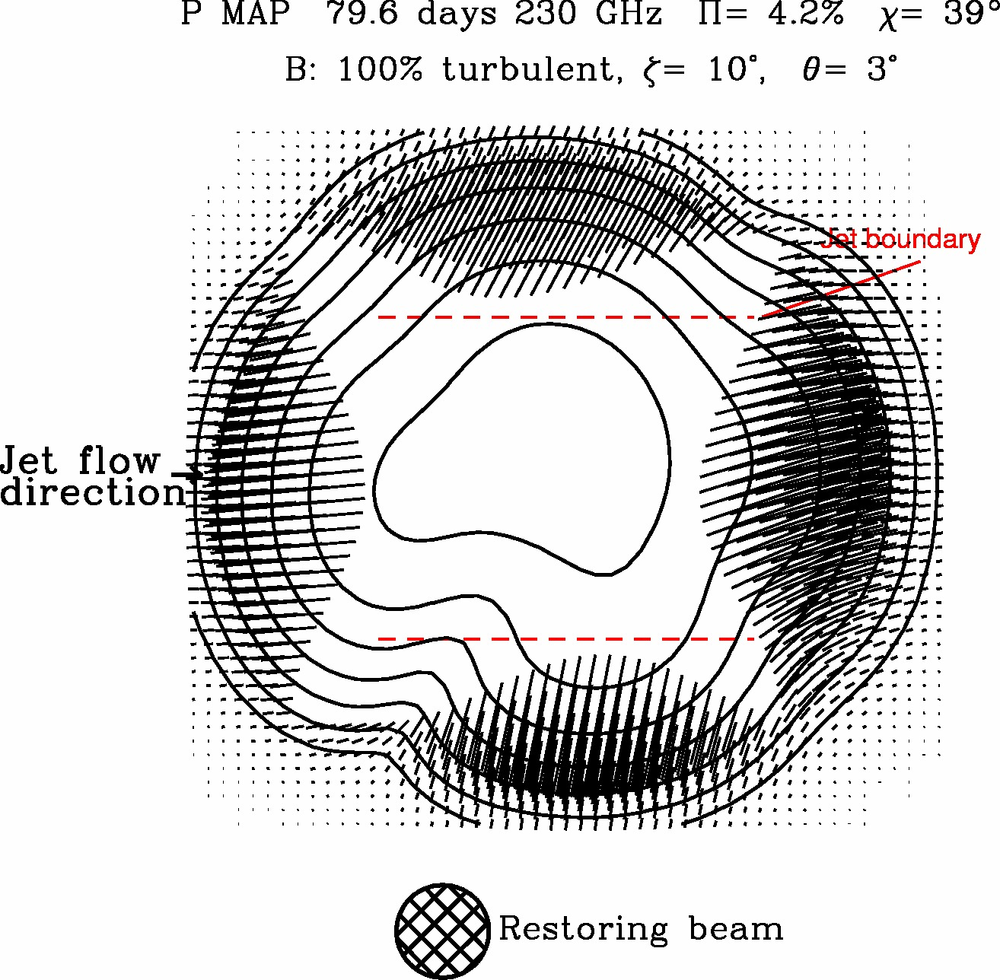 P MAP 79.6 days 230 GHz Π= 4.2% χ= 39°
B: 100% turbulent, ζ= 10°, θ= 3°
Jet boundary
Jet flow
direction
Restoring beam